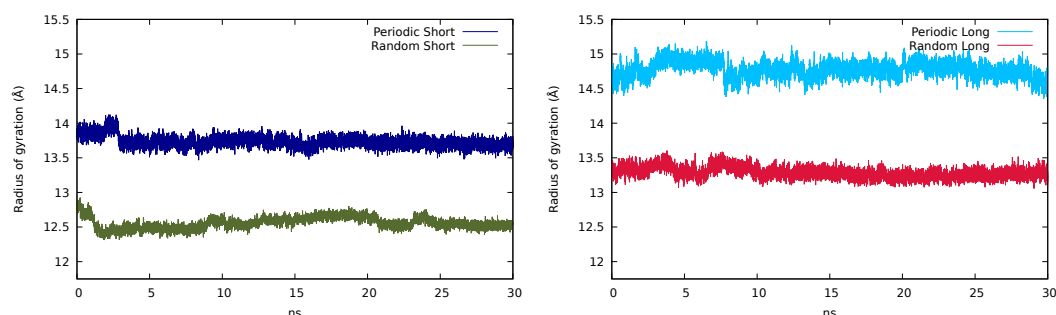 15.5
15
14.5
14
13.5
13
12.5
12
Radius of gyration (Å)
Periodic Short
Random Short
0 5 10 15 20 25 30
ns
15.5
15
14.5
14
13.5
13
12.5
12
Radius of gyration (Å)
Periodic Long
Random Long
0 5 10 15 20 25 30
ns